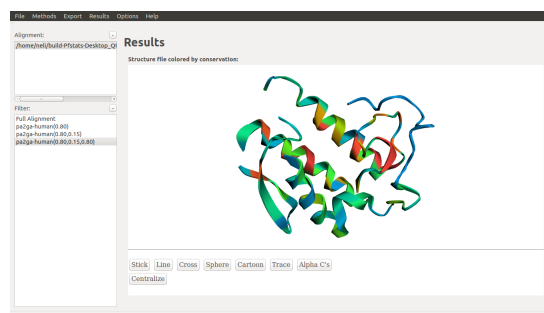 File Methods Export Results Options Help
Alignment:
/home/neli/build-Pfstats-Desktop_Qt
Filter:
Full Alignment
pa2ga-human(0.80)
pa2ga-human(0.80,0.15)
pa2ga-human(0.80,0.15,0.80)
Results
Structure file colored by conservation:
Stick Line Cross Sphere Cartoon Trace Alpha C's
Centralize